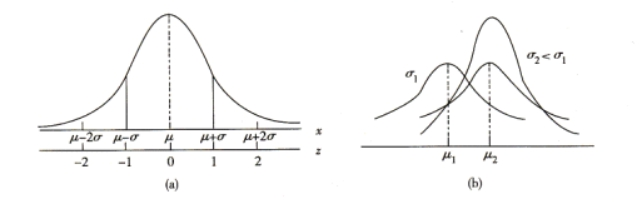 σ₁
σ₂<σ₁
μ−2σ μ−σ μ μ+σ μ+2σ x
−2 −1 0 1 2 z
μ₁ μ₂
(a)
(b)